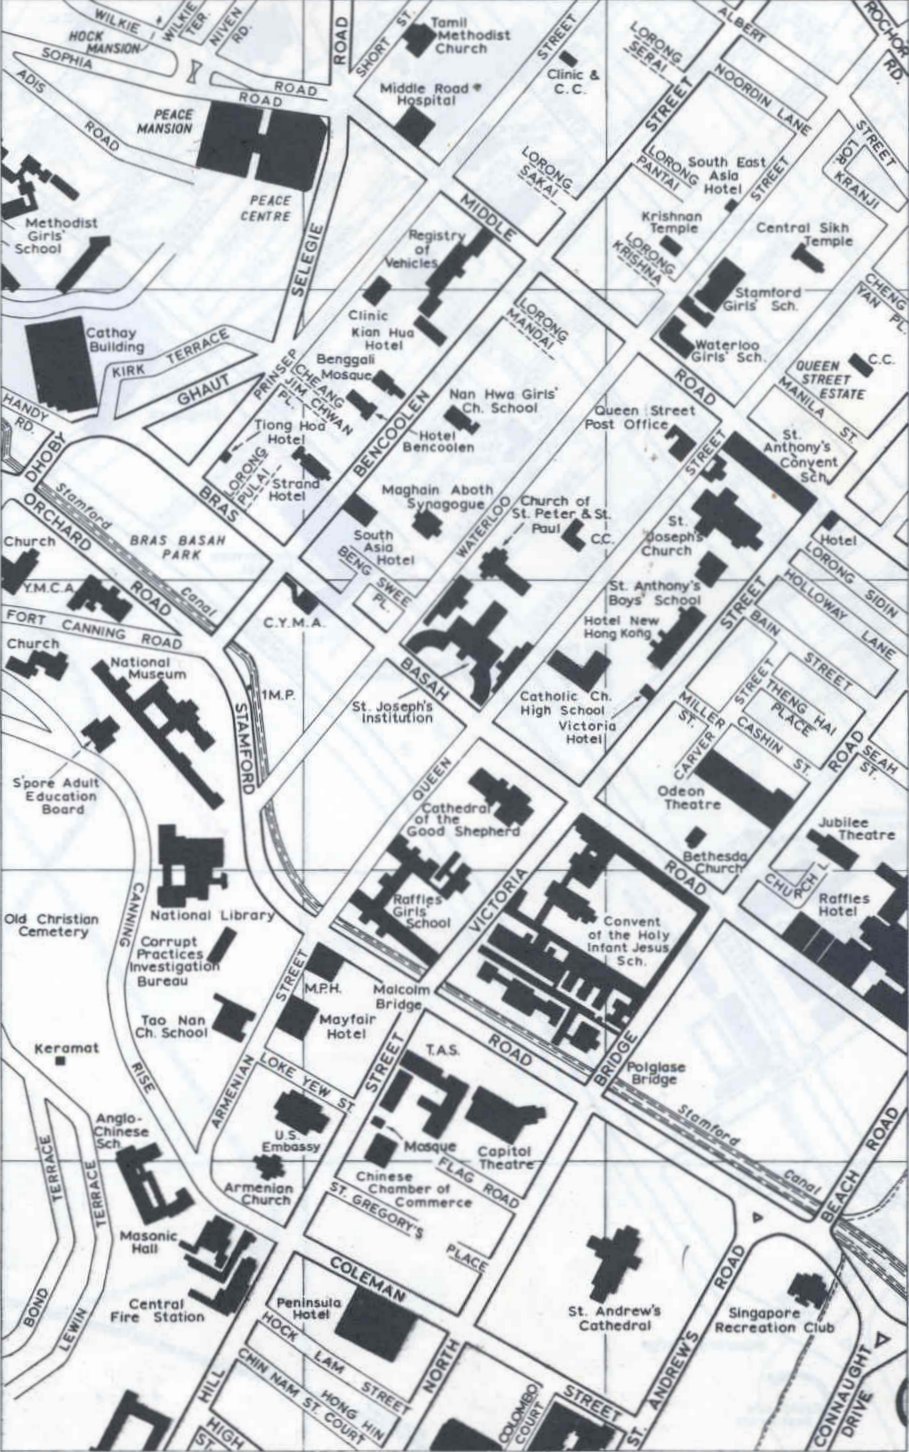 WILKIE
WILKIE
TER.
NIVEN
RD.
HOCK
MANSION
SOPHIA
ROAD
ROAD
ADIS
ROAD
PEACE
MANSION
PEACE
CENTRE
ROAD
SHORT ST.
Tamil
Methodist
Church
Middle Road
Hospital
STREET
Clinic &
C.C.
LORONG
SERAI
ALBERT
STREET
ROCHOR
RD.
NOORDIN LANE
STREET
LOR.
KRANJI
LORONG
SAKAI
LORONG
PANTAI
South East
Asia
Hotel
STREET
Krishnan
Temple
LORONG
KRISHNA
Central Sikh
Temple
Stamford
Girls' Sch.
Waterloo
Girls' Sch.
CHENG
YAN PL.
C.C.
QUEEN
STREET
ESTATE
MANILA ST.
Methodist
Girls'
School
SELEGIE
MIDDLE
ROAD
Registry
of
Vehicles
Clinic
Kian Hua
Hotel
LORONG
MANDAI
Cathay
Building
KIRK TERRACE
GHAUT
PRINSEP
CHEANG
JIM CHWAN
PL.
Benggali
Mosque
Hotel
Bencoolen
BENCOOLEN
Nan Hwa Girls'
Ch. School
Queen Street
Post Office
STREET
St.
Anthony's
Convent
Sch.
HANDY
RD.
DHOBY
Tiong Hoa
Hotel
LORONG
PULAI
Strand
Hotel
BRAS
Maghain Aboth
Synagogue
WATERLOO
Church of
St. Peter & St.
Paul
C.C.
St.
Joseph's
Church
Hotel
LORONG SIDIN
HOLLOWAY LANE
ORCHARD
ROAD
Stamford
Canal
BRAS BASAH
PARK
South
Asia
Hotel
BENG SWEE
PL.
St. Anthony's
Boys' School
Hotel New
Hong Kong
STREET
BAIN
STREET
Church
Y.M.C.A.
FORT CANNING ROAD
Church
C.Y.M.A.
1M.P.
National
Museum
BASAH
St. Joseph's
Institution
Catholic Ch.
High School
Victoria
Hotel
MILLER
ST.
CARVER STREET
THENG HAI
PLACE
CASHIN
ST.
ROAD
SEAH
ST.
S'pore Adult
Education
Board
STAMFORD
QUEEN
Cathedral
of the
Good Shepherd
Odeon
Theatre
Bethesda
Church
Jubilee
Theatre
CHURCH L.
Raffles
Hotel
ROAD
National Library
Raffles
Girls'
School
VICTORIA
Convent
of the Holy
Infant Jesus
Sch.
CANNING
Old Christian
Cemetery
Corrupt
Practices
Investigation
Bureau
STREET
M.P.H.
Malcolm
Bridge
Tao Nan
Ch. School
Mayfair
Hotel
Keramat
RISE
ARMENIAN
LOKE YEW ST.
STREET
T.A.S.
ROAD
BRIDGE
Polglase
Bridge
Stamford
Canal
BEACH ROAD
Anglo-
Chinese
Sch.
TERRACE
TERRACE
U.S.
Embassy
Armenian
Church
Mosque
Capitol
Theatre
Chinese
Chamber of
Commerce
FLAG ROAD
ST. GREGORY'S
PLACE
Masonic
Hall
BOND
LEWIN
Central
Fire Station
COLEMAN
Peninsula
Hotel
St. Andrew's
Cathedral
ROAD
Singapore
Recreation Club
HOCK
LAM
STREET
CHIN NAM ST.
HONG HIN
COURT
HILL
HIGH
ST.
NORTH
COLOMBO
COURT
STREET
ST. ANDREW'S
CONNAUGHT
DRIVE